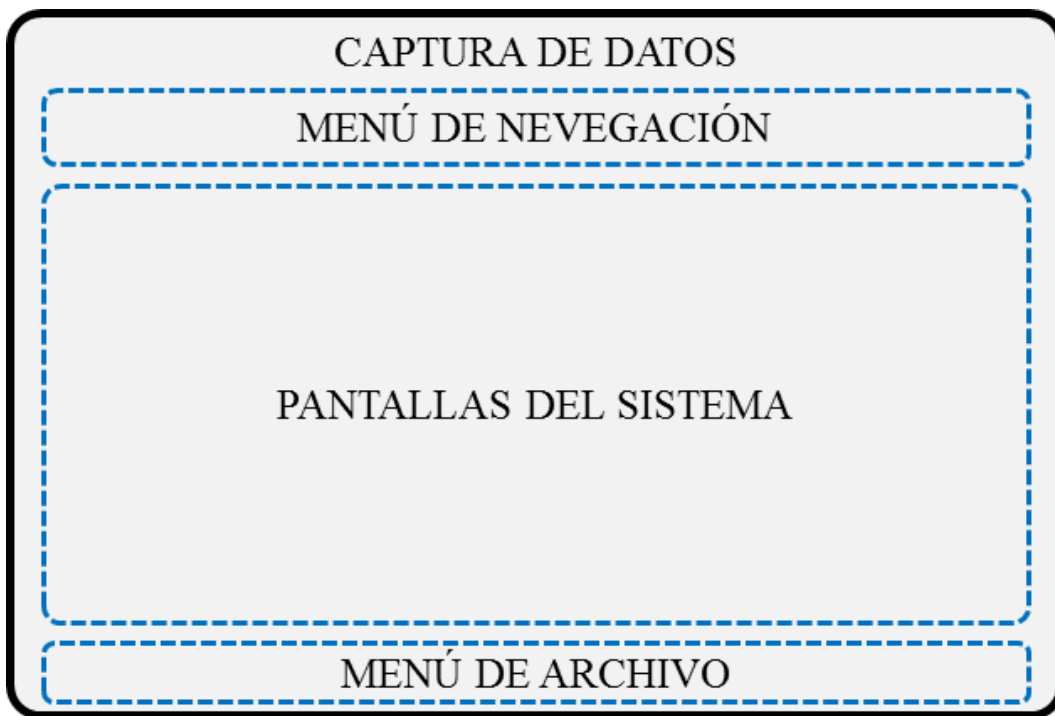 CAPTURA DE DATOS
MENÚ DE NEVEGACIÓN
PANTALLAS DEL SISTEMA
MENÚ DE ARCHIVO